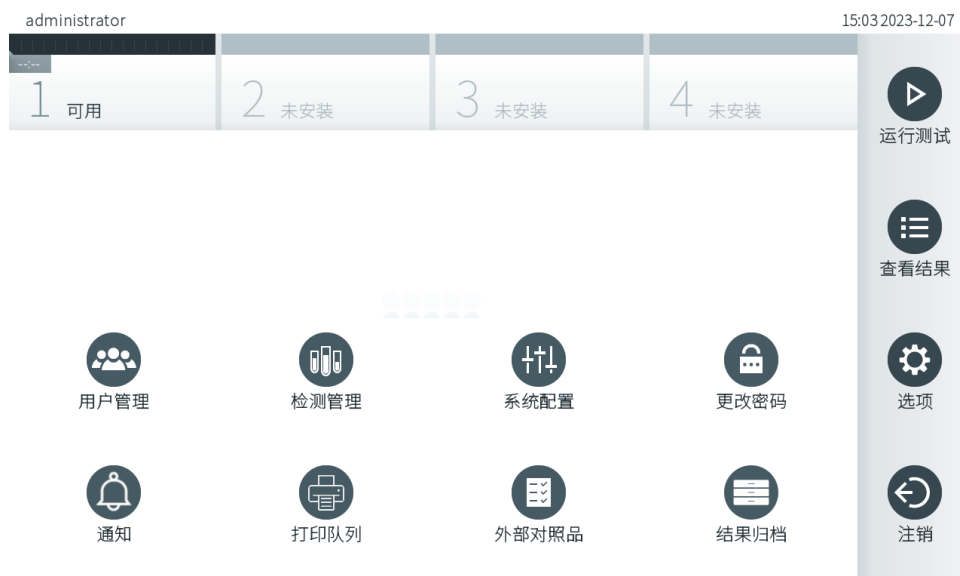 administrator
15:03 2023-12-07
--:--
1 可用
2 未安装
3 未安装
4 未安装
运行测试
查看结果
用户管理
检测管理
系统配置
更改密码
选项
通知
打印队列
外部对照品
结果归档
注销